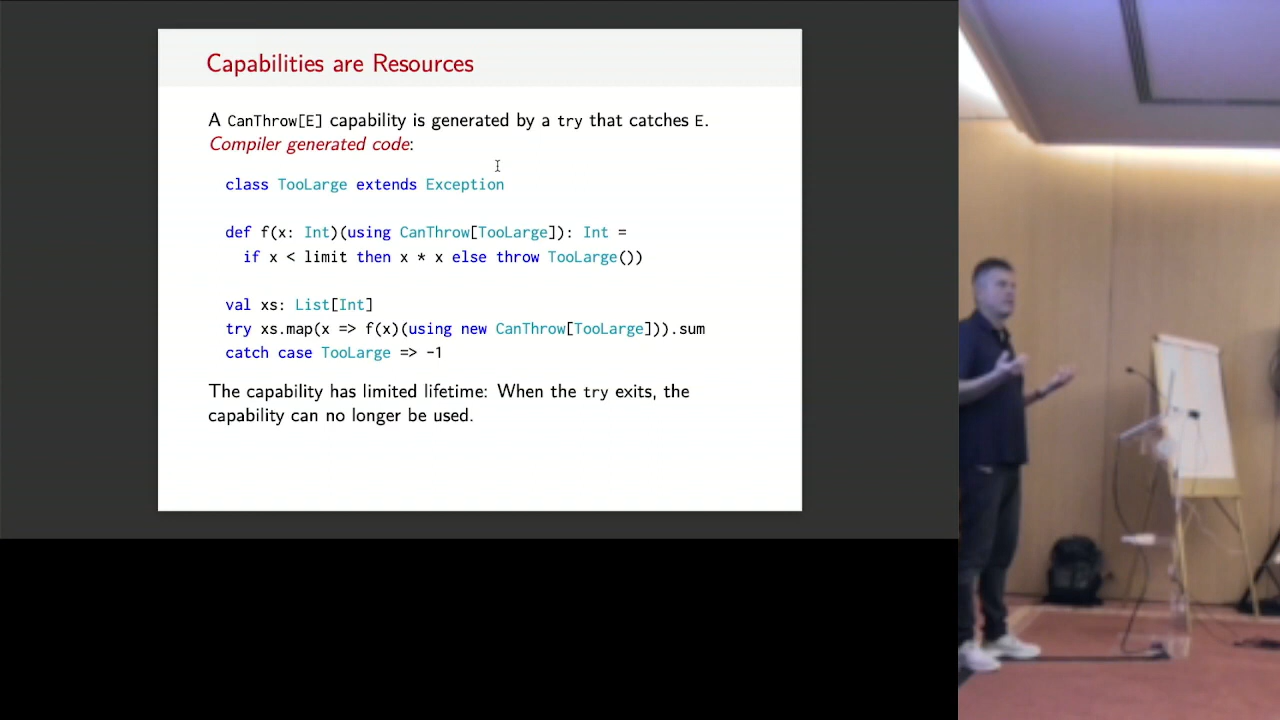 Capabilities are Resources
A CanThrow[E] capability is generated by a try that catches E.
Compiler generated code:
class TooLarge extends Exception
def f(x: Int)(using CanThrow[TooLarge]): Int =
if x < limit then x * x else throw TooLarge())
val xs: List[Int]
try xs.map(x => f(x)(using new CanThrow[TooLarge])).sum
catch case TooLarge => -1
The capability has limited lifetime: When the try exits, the
capability can no longer be used.